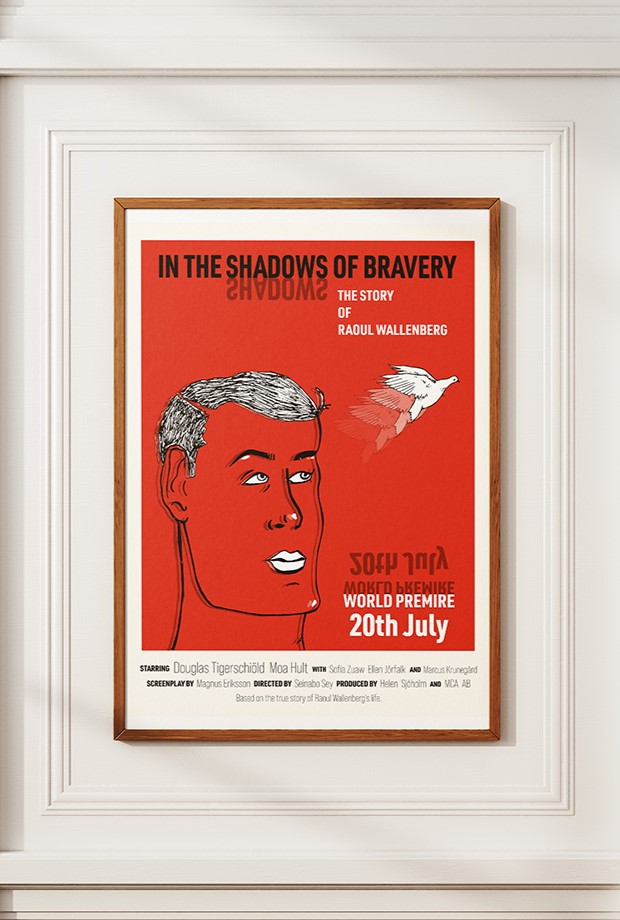 IN THE SHADOWS OF BRAVERY
SHADOWS
THE STORY
OF
RAOUL WALLENBERG
20th July
WORLD PREMIRE
WORLD PREMIRE
20th July
STARRING Douglas Tigerschiöld Moa Hult WITH Sofia Zuaw Ellen Jörfalk AND Marcus Krunegård
SCREENPLAY BY Magnus Eriksson DIRECTED BY Seinabo Sey PRODUCED BY Helen Sjöholm AND MCA AB
Based on the true story of Raoul Wallenberg's life.